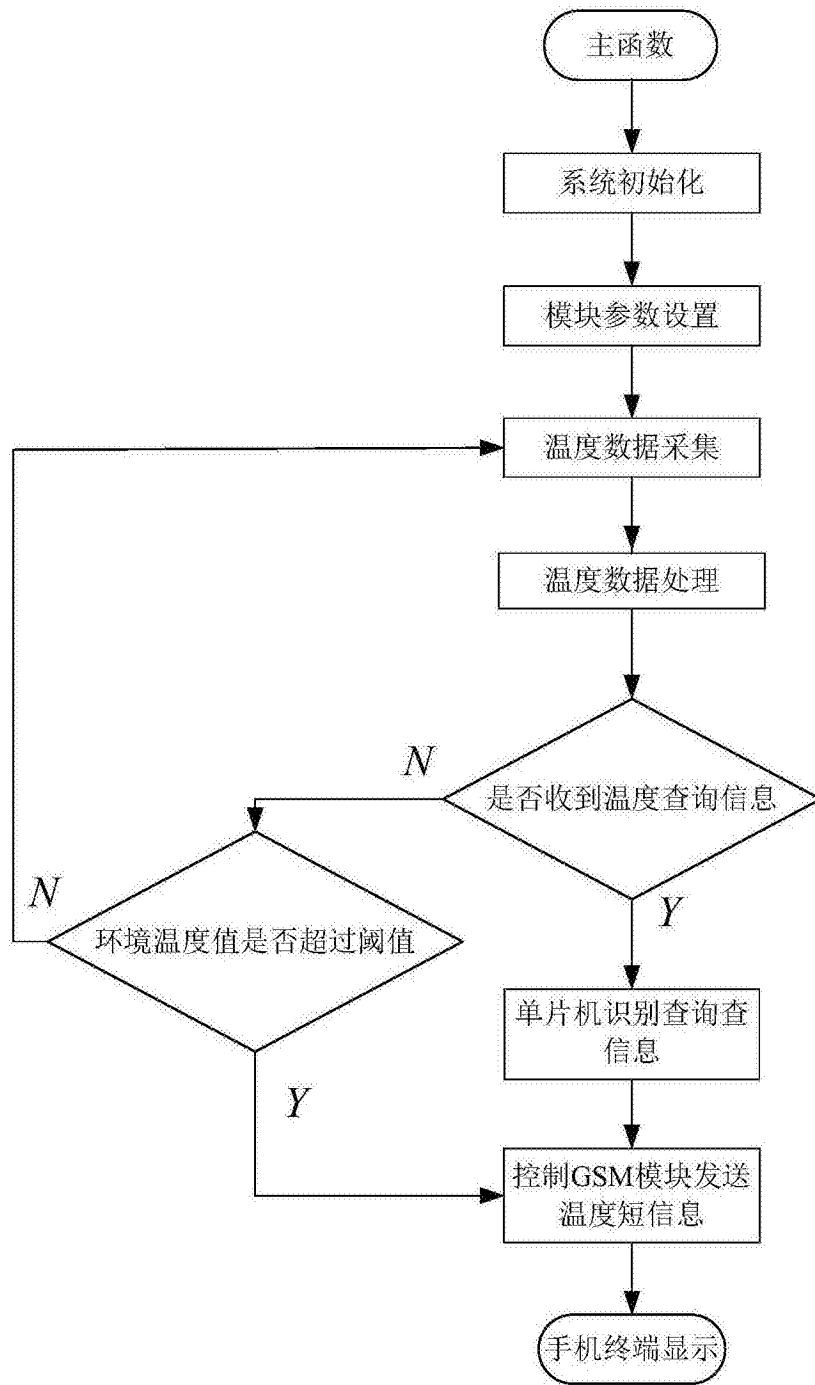 主函数
系统初始化
模块参数设置
温度数据采集
温度数据处理
是否收到温度查询信息
N
Y
环境温度值是否超过阈值
N
Y
单片机识别查询查
信息
控制GSM模块发送
温度短信息
手机终端显示